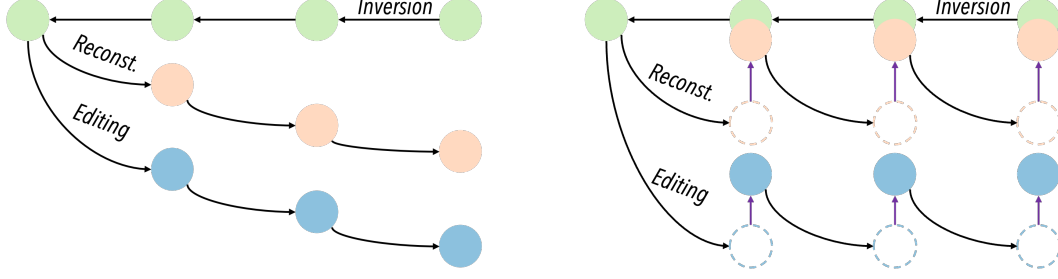 Inversion
Reconst.
Editing
Inversion
Reconst.
Editing